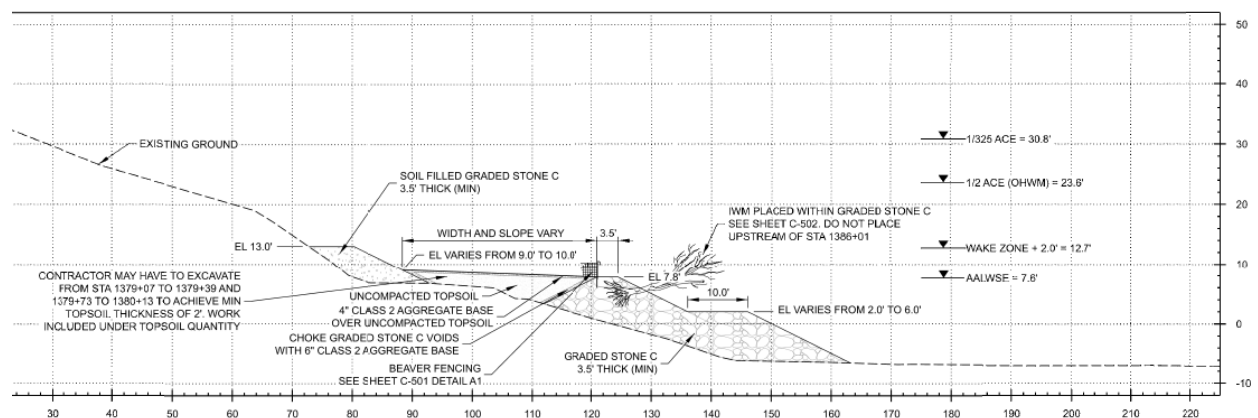 50
40
30
20
10
0
-10
1/325 ACE = 30.8'
1/2 ACE (OHWM) = 23.6'
WAKE ZONE + 2.0' = 12.7'
AALWSE = 7.6'
EXISTING GROUND
SOIL FILLED GRADED STONE C
3.5' THICK (MIN)
IWM PLACED WITHIN GRADED STONE C
SEE SHEET C-502. DO NOT PLACE
UPSTREAM OF STA 1386+01
WIDTH AND SLOPE VARY
3.5'
EL 13.0'
EL VARIES FROM 9.0' TO 10.0'
EL 7.8'
10.0'
EL VARIES FROM 2.0' TO 6.0'
CONTRACTOR MAY HAVE TO EXCAVATE
FROM STA 1379+07 TO 1379+39 AND
1379+73 TO 1380+13 TO ACHIEVE MIN
TOPSOIL THICKNESS OF 2'. WORK
INCLUDED UNDER TOPSOIL QUANTITY
UNCOMPACTED TOPSOIL
4" CLASS 2 AGGREGATE BASE
OVER UNCOMPACTED TOPSOIL
CHOKE GRADED STONE C VOIDS
WITH 6" CLASS 2 AGGREGATE BASE
BEAVER FENCING
SEE SHEET C-501 DETAIL A1
GRADED STONE C
3.5' THICK (MIN)
30 40 50 60 70 80 90 100 110 120 130 140 150 160 170 180 190 200 210 220